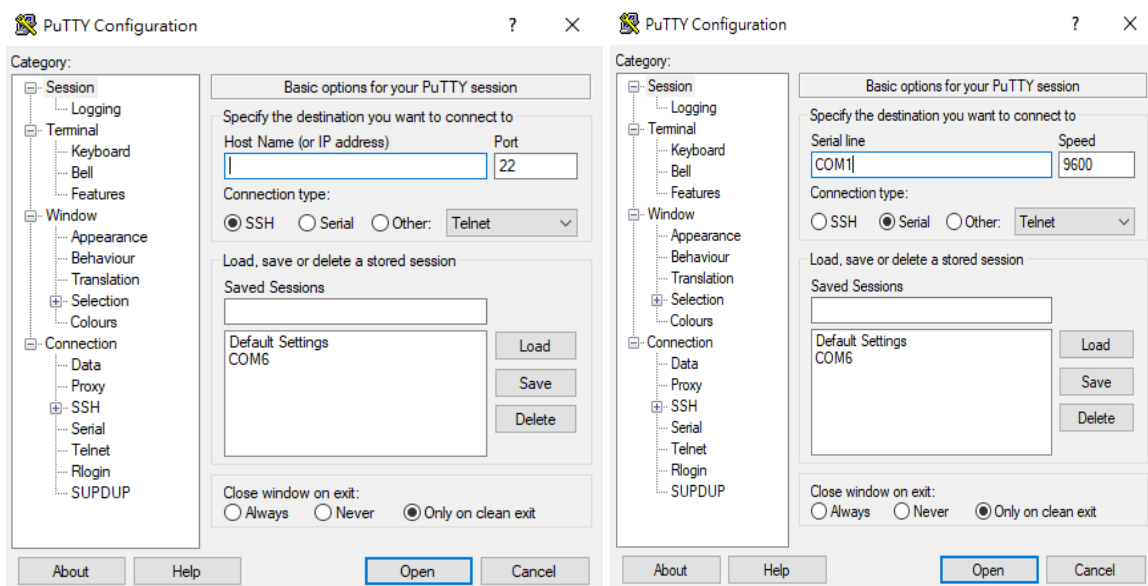 PuTTY Configuration
?
Category:
Session
Logging
Terminal
Keyboard
Bell
Features
Window
Appearance
Behaviour
Translation
Selection
Colours
Connection
Data
Proxy
SSH
Serial
Telnet
Rlogin
SUPDUP
Basic options for your PuTTY session
Specify the destination you want to connect to
Host Name (or IP address) Port
22
Connection type:
SSH Serial Other: Telnet
Load, save or delete a stored session
Saved Sessions
Default Settings
COM6
Load
Save
Delete
Close window on exit:
Always Never Only on clean exit
About Help Open Cancel
PuTTY Configuration
?
Category:
Session
Logging
Terminal
Keyboard
Bell
Features
Window
Appearance
Behaviour
Translation
Selection
Colours
Connection
Data
Proxy
SSH
Serial
Telnet
Rlogin
SUPDUP
Basic options for your PuTTY session
Specify the destination you want to connect to
Serial line Speed
COM1 9600
Connection type:
SSH Serial Other: Telnet
Load, save or delete a stored session
Saved Sessions
Default Settings
COM6
Load
Save
Delete
Close window on exit:
Always Never Only on clean exit
About Help Open Cancel